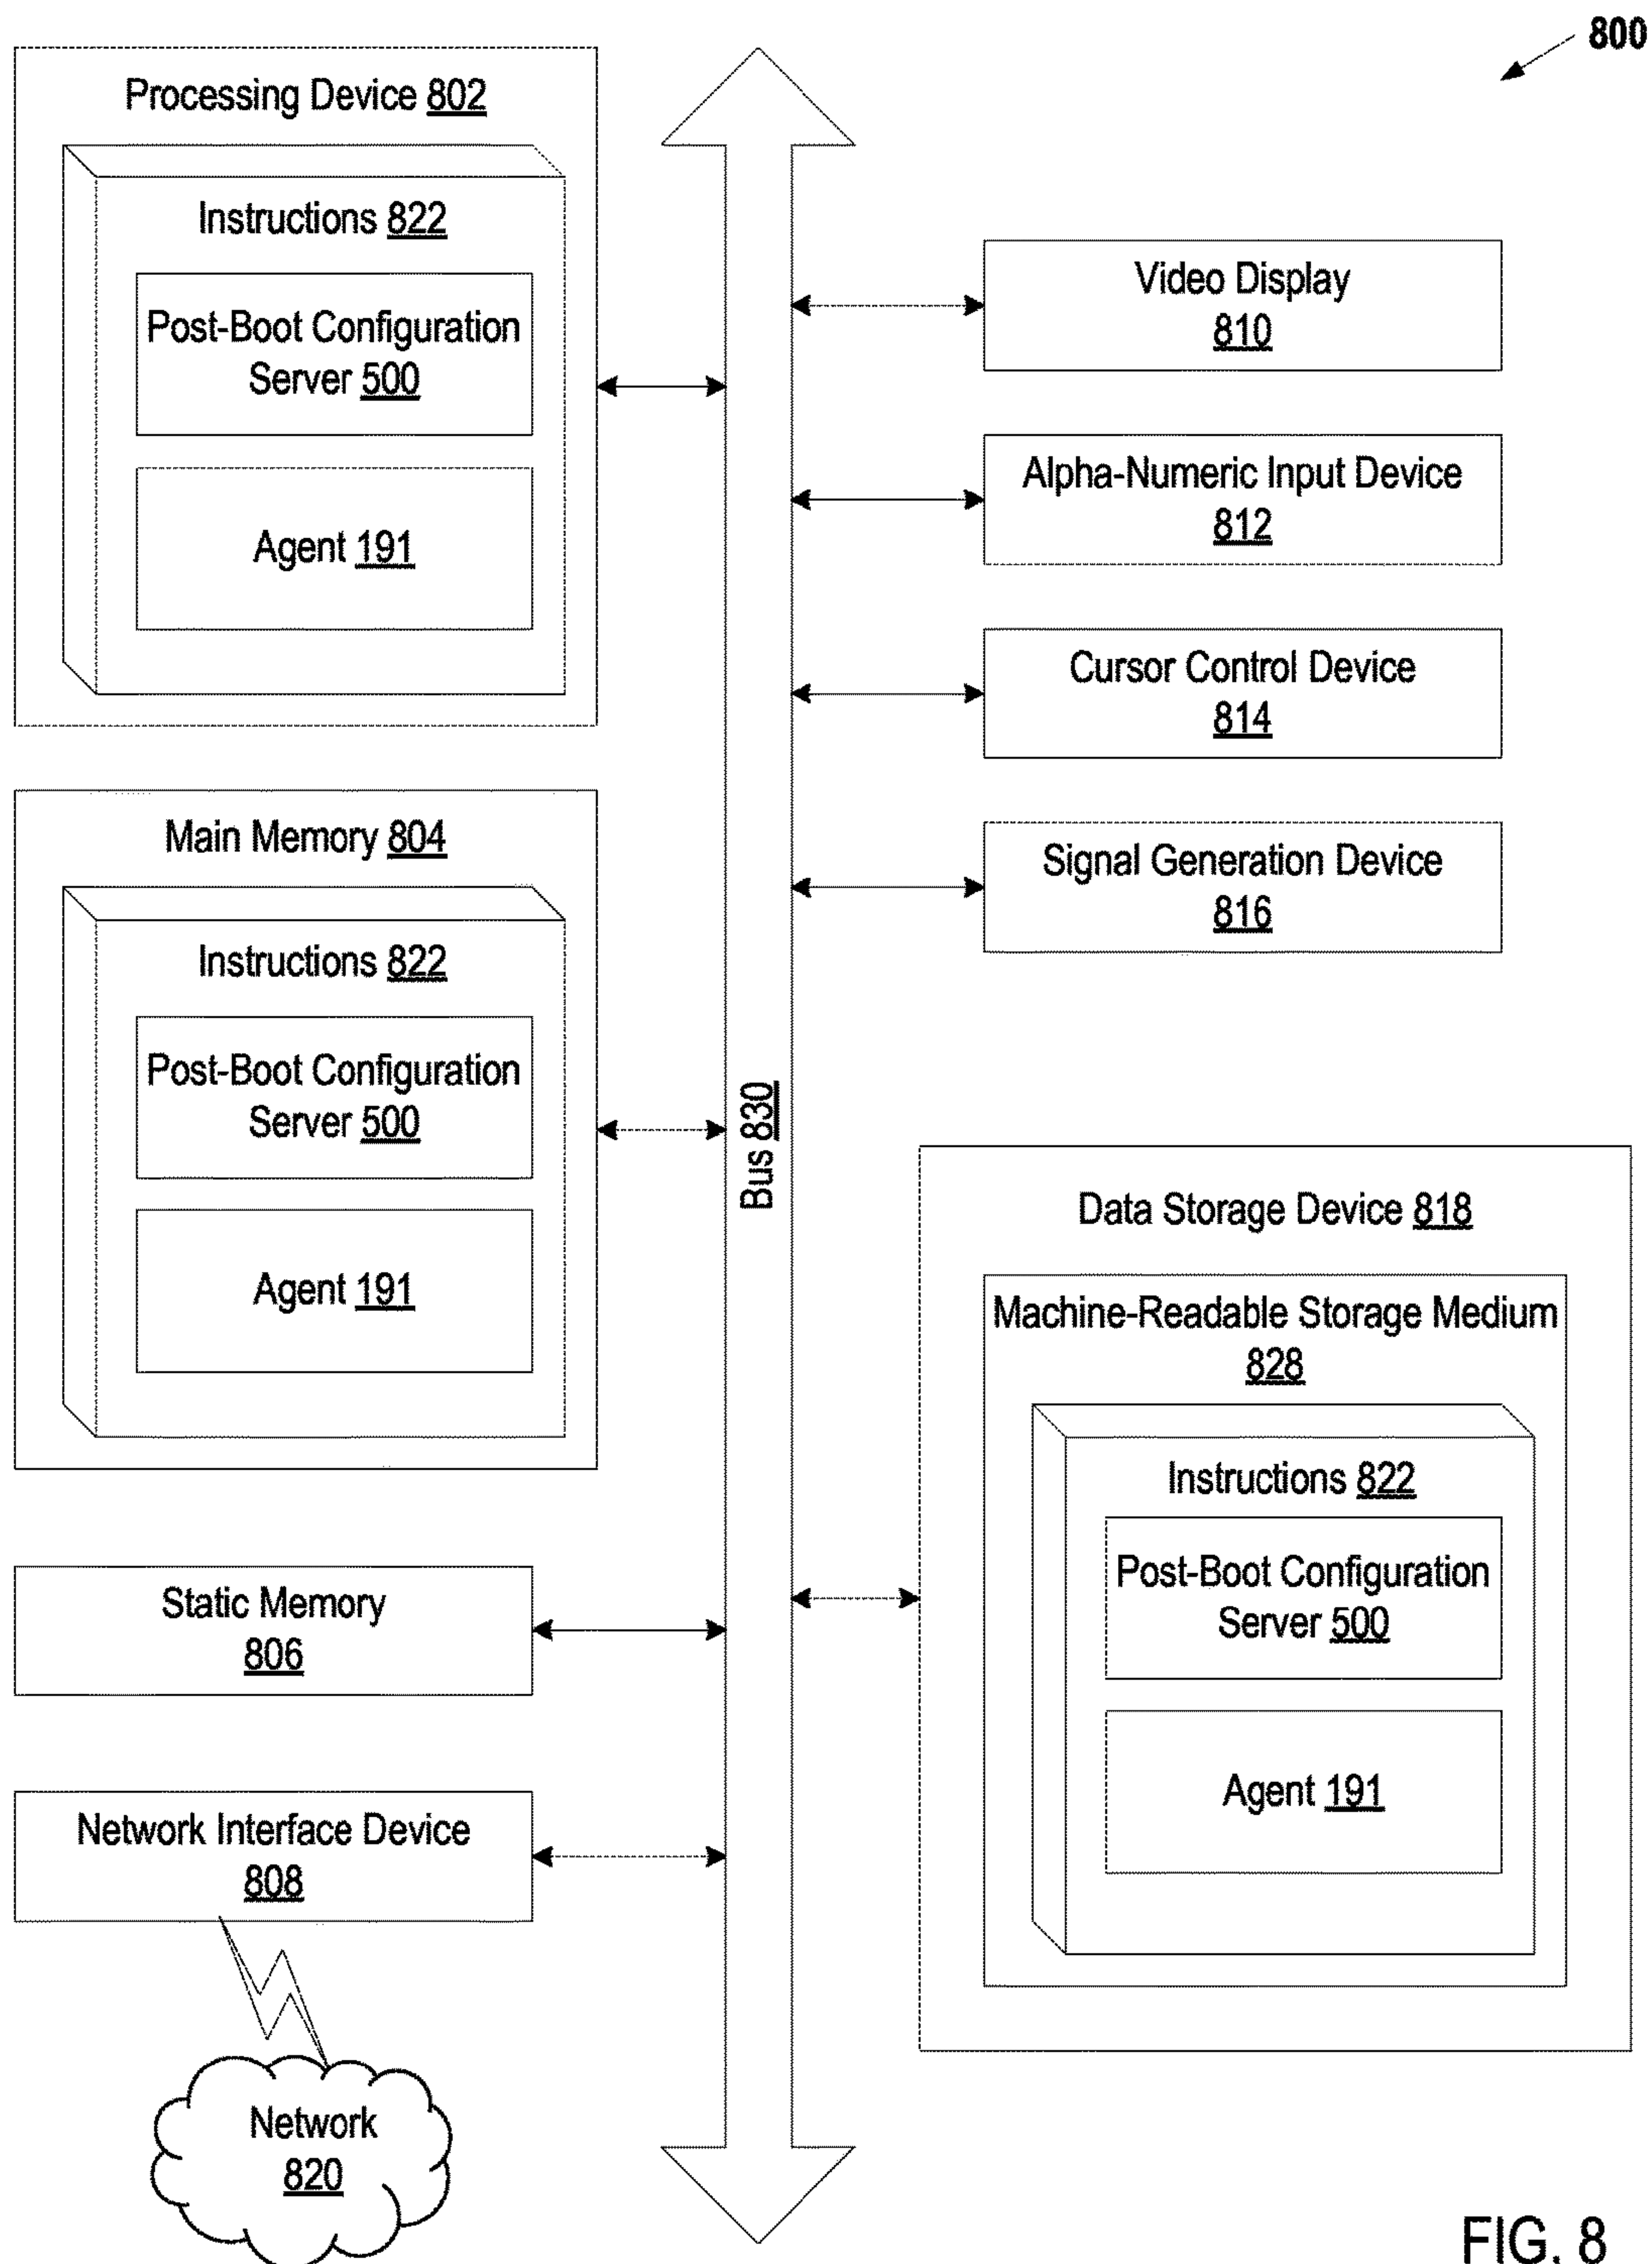 800
Processing Device 802
Instructions 822
Post-Boot Configuration
Server 500
Agent 191
Main Memory 804
Instructions 822
Post-Boot Configuration
Server 500
Agent 191
Static Memory
806
Network Interface Device
808
Network
820
Bus 830
Video Display
810
Alpha-Numeric Input Device
812
Cursor Control Device
814
Signal Generation Device
816
Data Storage Device 818
Machine-Readable Storage Medium
828
Instructions 822
Post-Boot Configuration
Server 500
Agent 191
FIG. 8